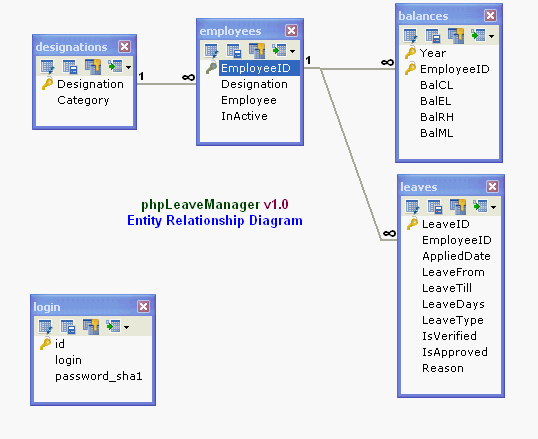 designations
Designation
Category
1
∞
employees
EmployeeID
Designation
Employee
InActive
1
∞
balances
Year
EmployeeID
BalCL
BalEL
BalRH
BalML
∞
leaves
LeaveID
EmployeeID
AppliedDate
LeaveFrom
LeaveTill
LeaveDays
LeaveType
IsVerified
IsApproved
Reason
phpLeaveManager v1.0
Entity Relationship Diagram
login
id
login
password_sha1